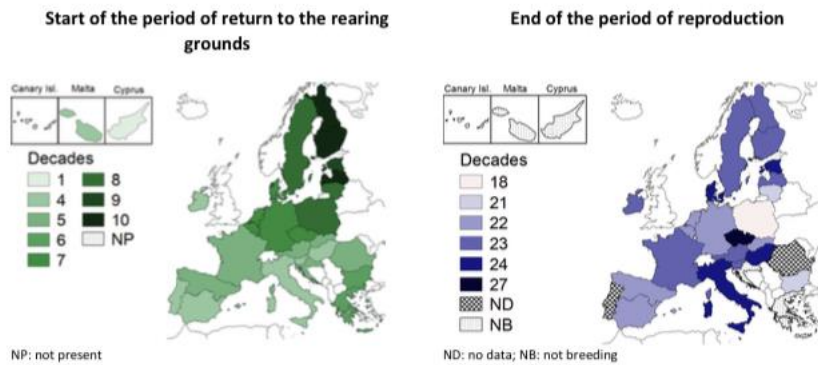 Start of the period of return to the rearing
grounds
Canary Isl. Malta Cyprus
Decades
1 8
4 9
5 10
6 NP
7
NP: not present
End of the period of reproduction
Canary Isl. Malta Cyprus
Decades
18
21
22
23
24
27
ND
NB
ND: no data; NB: not breeding